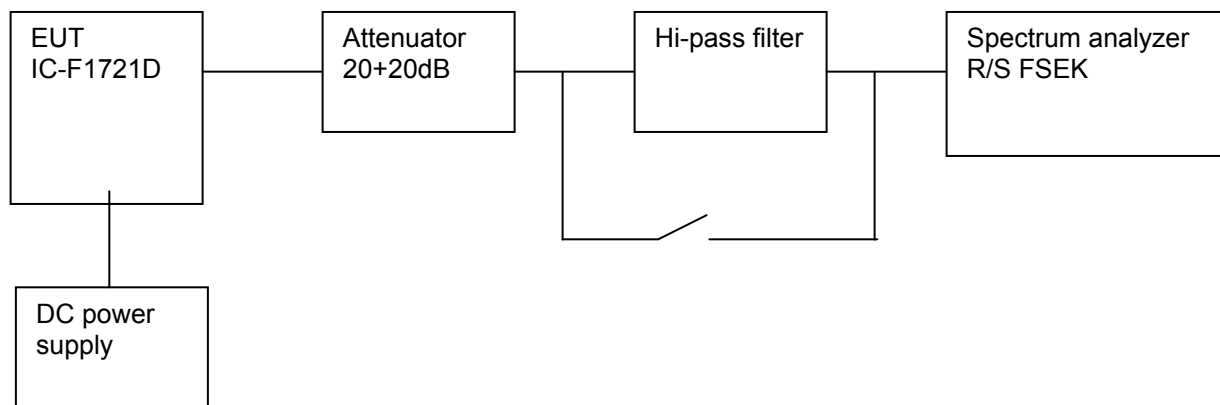 EUT
IC-F1721D
Attenuator
20+20dB
Hi-pass filter
Spectrum analyzer
R/S FSEK
DC power
supply